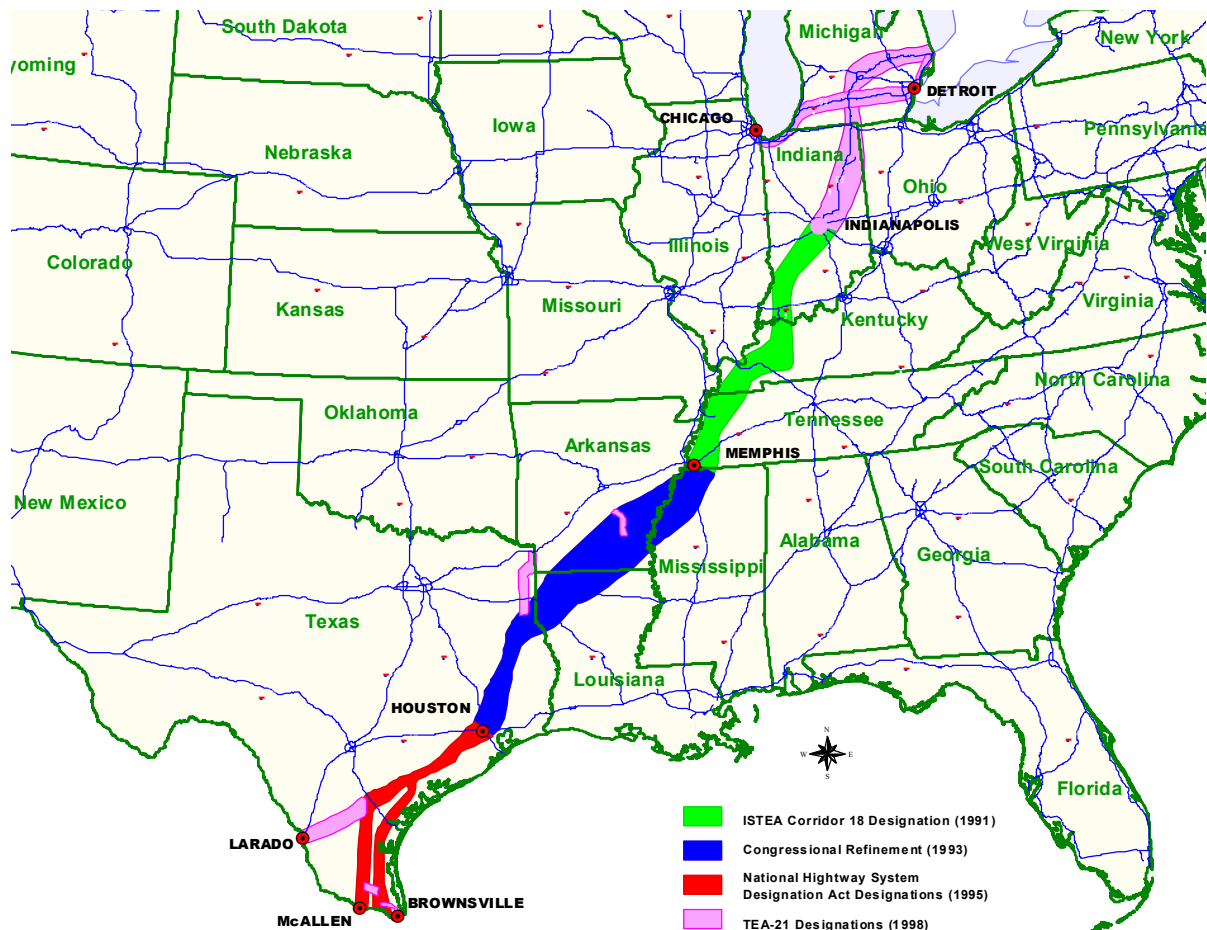 South Dakota
Michigan
New York
yoming
DETROIT
CHICAGO
Iowa
Pennsylvania
Nebraska
Indiana
Ohio
INDIANAPOLIS
Illinois
West Virginia
Colorado
Kansas
Missouri
Virginia
Kentucky
North Carolina
Oklahoma
Tennessee
Arkansas
MEMPHIS
South Carolina
New Mexico
Alabama
Georgia
Mississippi
Texas
Louisiana
HOUSTON
N
W E
S
Florida
ISTEA Corridor 18 Designation (1991)
LARADO
Congressional Refinement (1993)
National Hightway System
Designation Act Designations (1995)
BROWNSVILLE
McALLEN
TEA-21 Designations (1998)